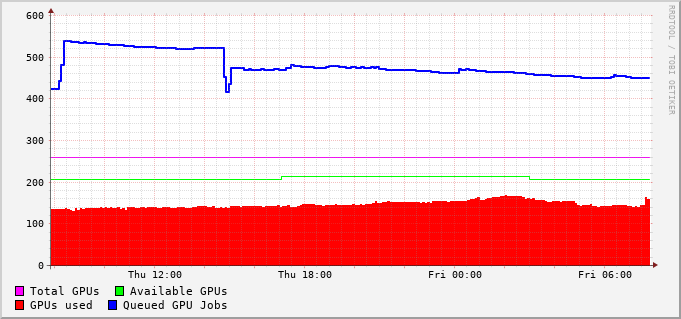 600
500
400
300
200
100
0
Thu 12:00 Thu 18:00 Fri 00:00 Fri 06:00
Total GPUs Available GPUs
GPUs used Queued GPU Jobs
RRDTOOL / TOBI OETIKER